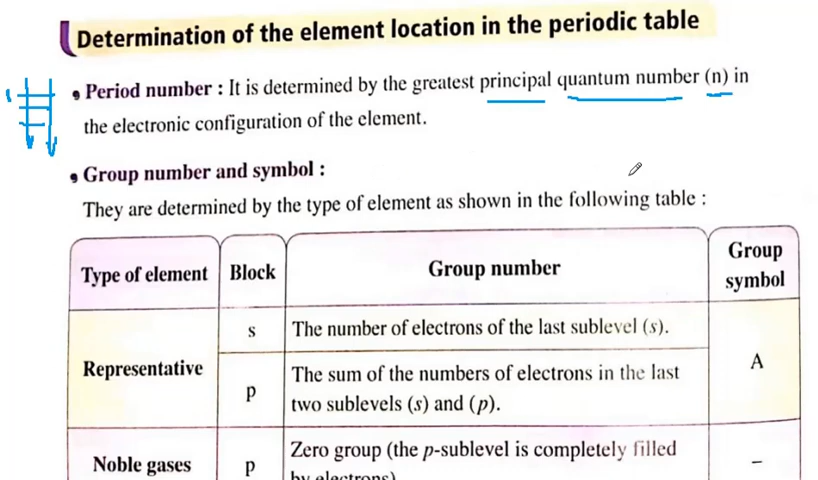 Determination of the element location in the periodic table
• Period number : It is determined by the greatest principal quantum number (n) in
the electronic configuration of the element.
• Group number and symbol :
They are determined by the type of element as shown in the following table :
Type of element Block Group number Group symbol
Representative s The number of electrons of the last sublevel (s). A
p The sum of the numbers of electrons in the last
two sublevels (s) and (p).
Noble gases p Zero group (the p-sublevel is completely filled –
by electrons)